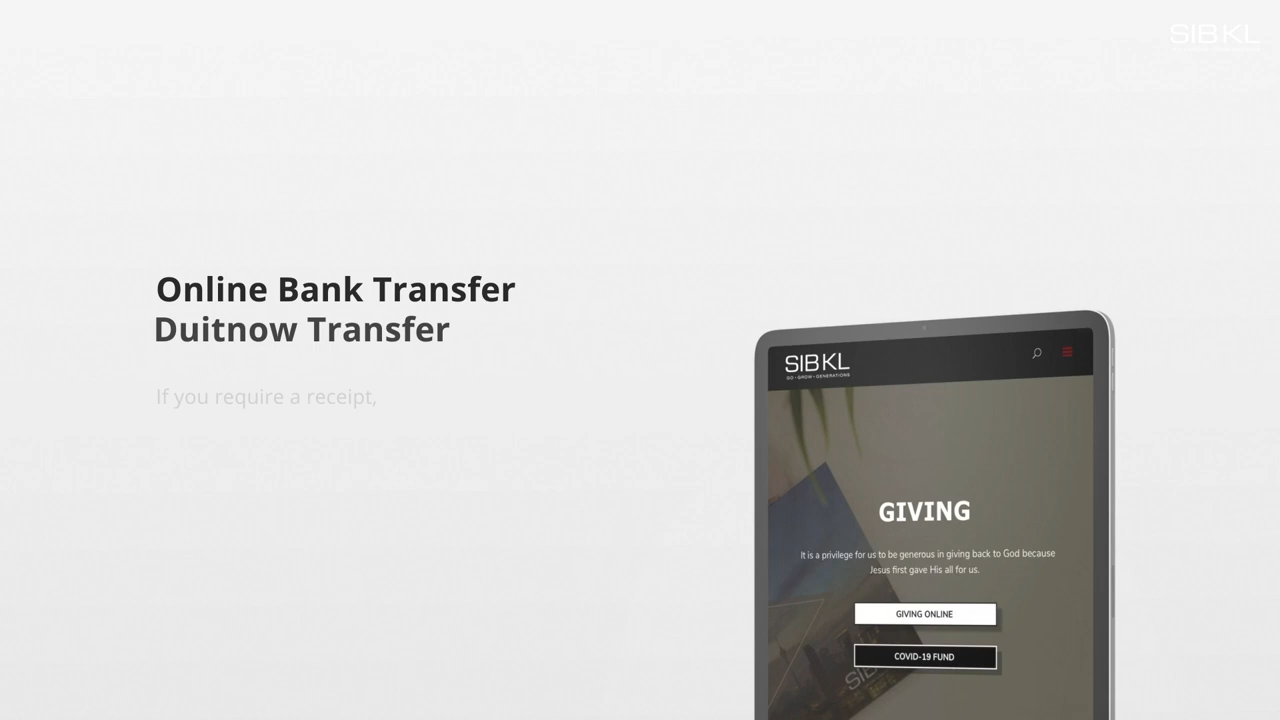 SIBKL
Online Bank Transfer
Duitnow Transfer
If you require a receipt,
SIBKL
GO • GROW • GENERATIONS
GIVING
It is a privilege for us to be generous in giving back to God because
Jesus first gave His all for us.
GIVING ONLINE
COVID-19 FUND